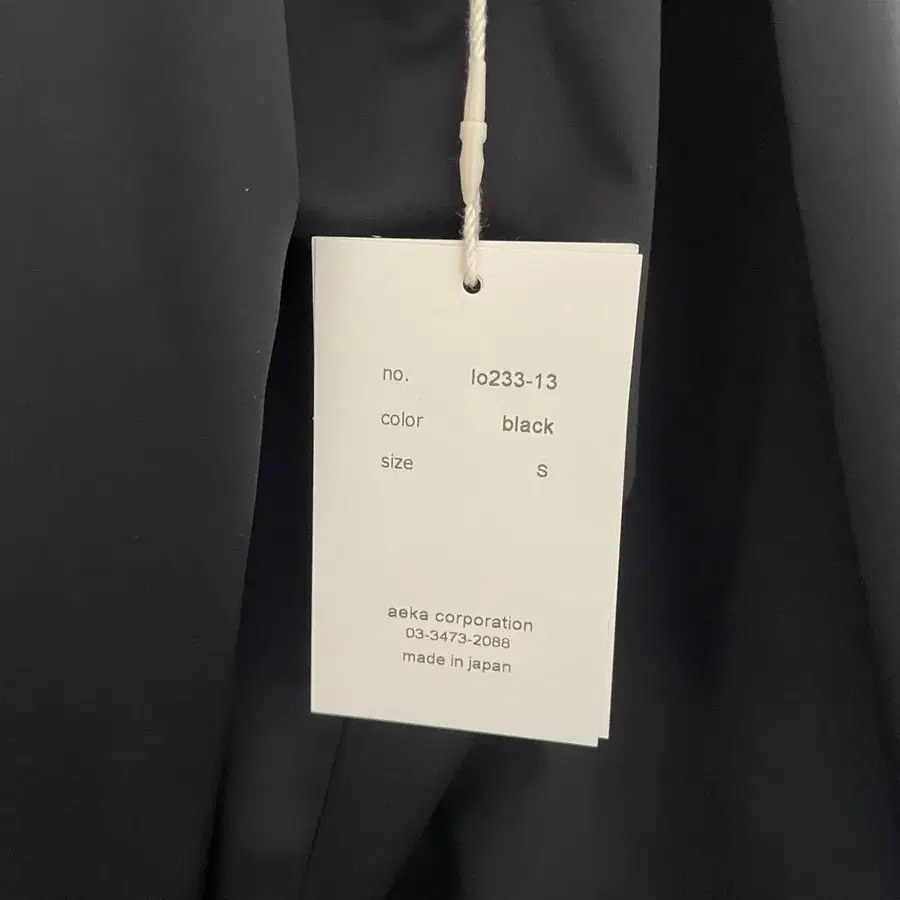 no. lo233-13
color black
size S
aeka corporation
03-3473-2088
made in japan